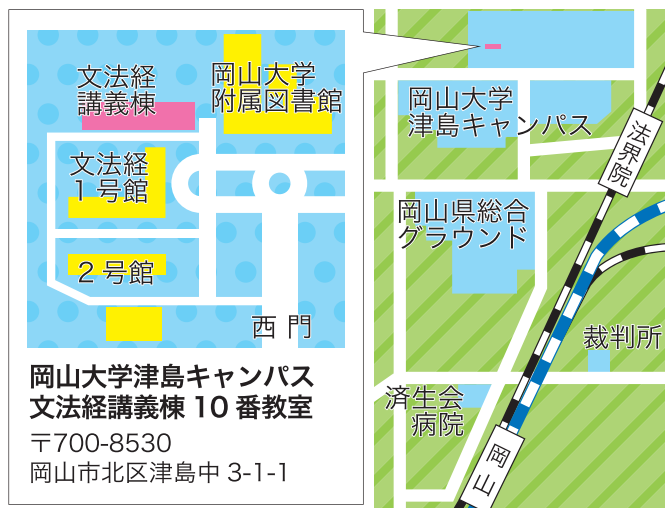 文法経
講義棟
岡山大学
附属図書館
文法経
1号館
2号館
西門
岡山大学津島キャンパス
文法経講義棟 10 番教室
〒700-8530
岡山市北区津島中 3-1-1
岡山大学
津島キャンパス
法界院
岡山県総合
グラウンド
裁判所
済生会
病院
岡山